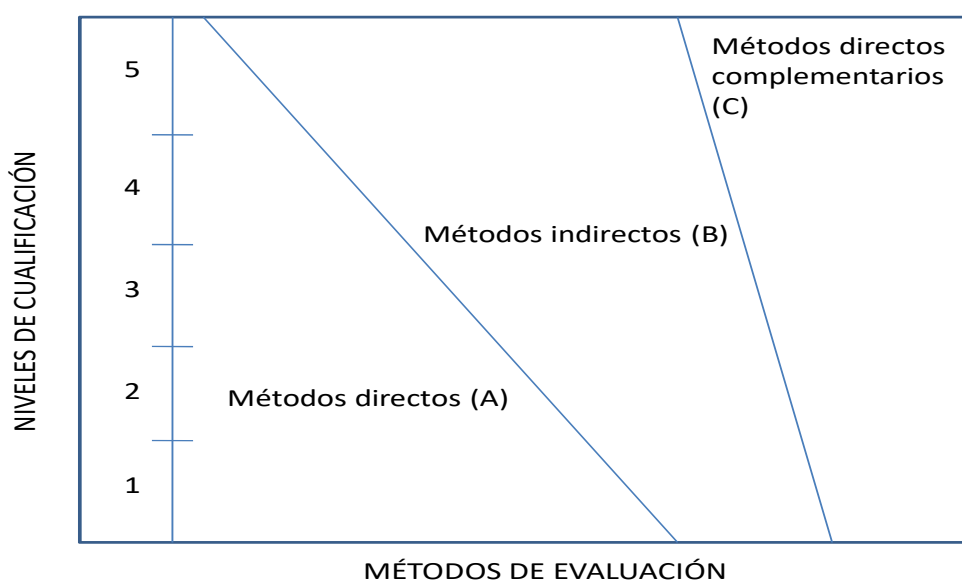 NIVELES DE CUALIFICACIÓN
5
4
3
2
1
Métodos directos
complementarios
(C)
Métodos indirectos (B)
Métodos directos (A)
MÉTODOS DE EVALUACIÓN